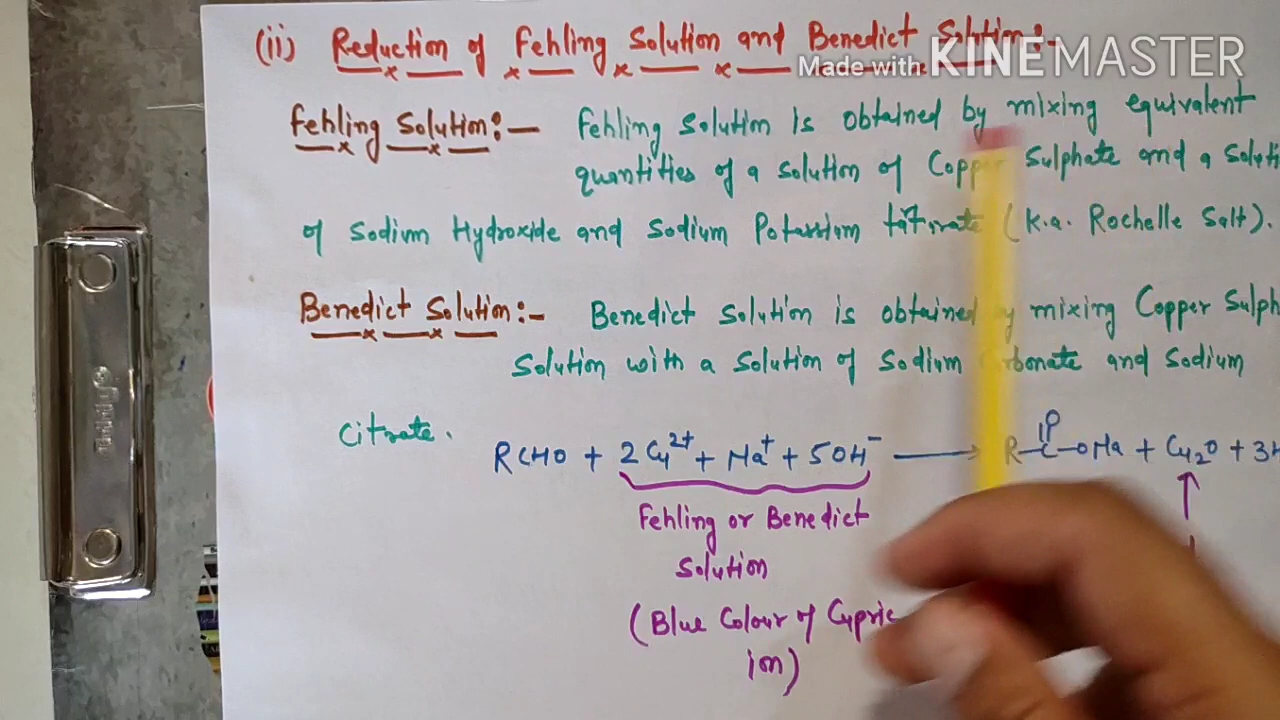 (ii) Reduction of Fehling Solution and Benedict Solution:-
Made with KINEMASTER
Fehling Solution:- Fehling Solution is obtained by mixing equivalent
quantities of a solution of Copper Sulphate and a Soluti
of Sodium Hydroxide and Sodium Potassium tartrate (k.a. Rochelle Salt).
Benedict Solution:- Benedict Solution is obtained by mixing Copper Sulph
Solution with a Solution of Sodium Carbonate and Sodium
Citrate.
RCHO + 2Cu²⁺ + Na⁺ + 5OH⁻ → R-C-ONa + Cu2O + 3H
O
Fehling or Benedict
Solution
(Blue Colour of Cupric
ion)